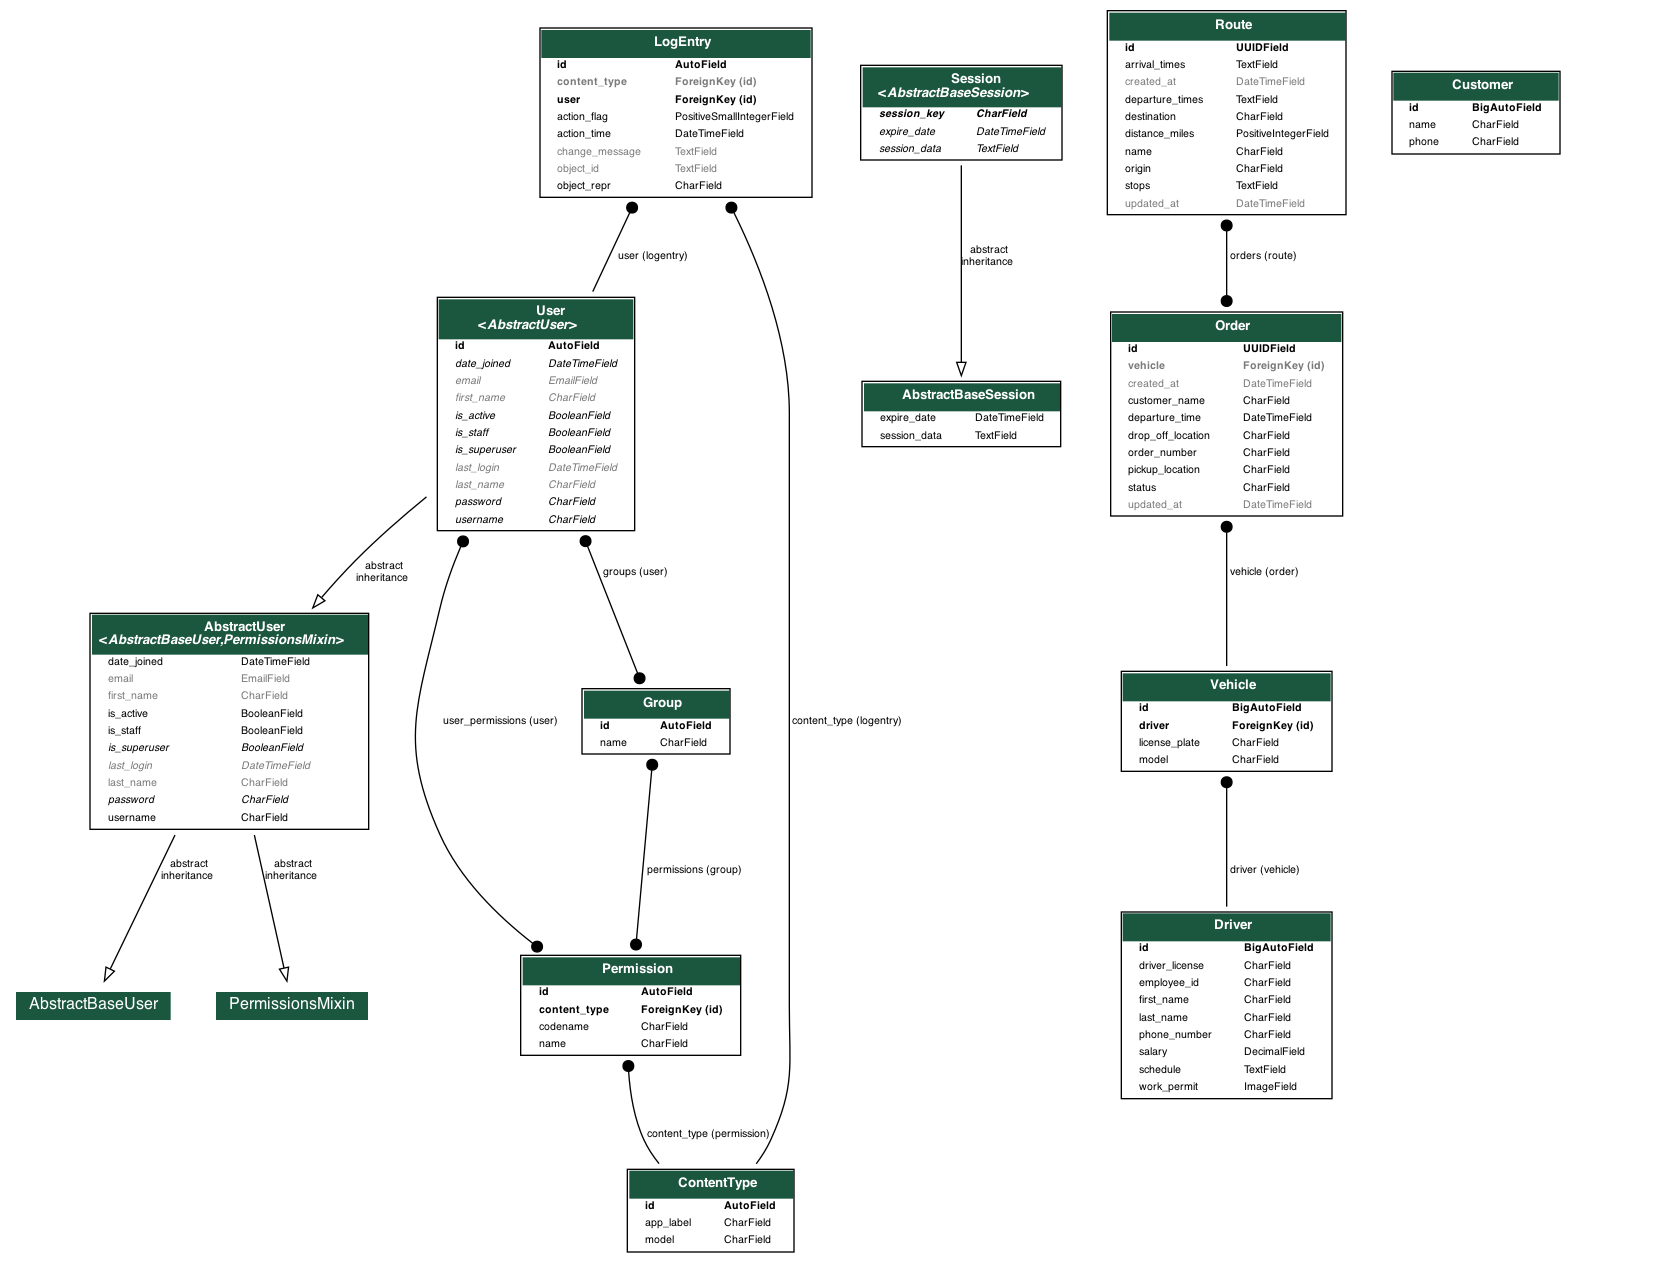 LogEntry
id AutoField
content_type ForeignKey (id)
user ForeignKey (id)
action_flag PositiveSmallIntegerField
action_time DateTimeField
change_message TextField
object_id TextField
object_repr CharField
user (logentry)
User
<AbstractUser>
id AutoField
date_joined DateTimeField
email EmailField
first_name CharField
is_active BooleanField
is_staff BooleanField
is_superuser BooleanField
last_login DateTimeField
last_name CharField
password CharField
username CharField
abstract
inheritance
AbstractUser
<AbstractBaseUser,PermissionsMixin>
date_joined DateTimeField
email EmailField
first_name CharField
is_active BooleanField
is_staff BooleanField
is_superuser BooleanField
last_login DateTimeField
last_name CharField
password CharField
username CharField
abstract
inheritance
abstract
inheritance
AbstractBaseUser
PermissionsMixin
groups (user)
user_permissions (user)
Group
id AutoField
name CharField
content_type (logentry)
permissions (group)
Permission
id AutoField
content_type ForeignKey (id)
codename CharField
name CharField
content_type (permission)
ContentType
id AutoField
app_label CharField
model CharField
Session
<AbstractBaseSession>
session_key CharField
expire_date DateTimeField
session_data TextField
abstract
inheritance
AbstractBaseSession
expire_date DateTimeField
session_data TextField
Route
id UUIDField
arrival_times TextField
created_at DateTimeField
departure_times TextField
destination CharField
distance_miles PositiveIntegerField
name CharField
origin CharField
stops TextField
updated_at DateTimeField
orders (route)
Order
id UUIDField
vehicle ForeignKey (id)
created_at DateTimeField
customer_name CharField
departure_time DateTimeField
drop_off_location CharField
order_number CharField
pickup_location CharField
status CharField
updated_at DateTimeField
vehicle (order)
Vehicle
id BigAutoField
driver ForeignKey (id)
license_plate CharField
model CharField
driver (vehicle)
Driver
id BigAutoField
driver_license CharField
employee_id CharField
first_name CharField
last_name CharField
phone_number CharField
salary DecimalField
schedule TextField
work_permit ImageField
Customer
id BigAutoField
name CharField
phone CharField